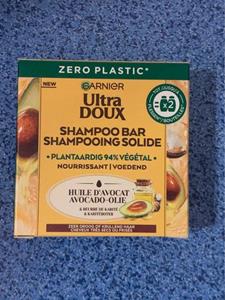 ZERO PLASTIC*
NEW
GARNIER
Ultra
DOUX
x2
SHAMPOO BAR
SHAMPOOING SOLIDE
• PLANTAARDIG 94% VÉGÉTAL •
NOURRISSANT | VOEDEND
HUILE D'AVOCAT
AVOCADO-OLIE
& BEURRE DE KARITÉ
& KARITÉBOTER
ZEER DROOG OF KRULLEND HAAR
CHEVEUX TRÈS SECS OU FRISÉS